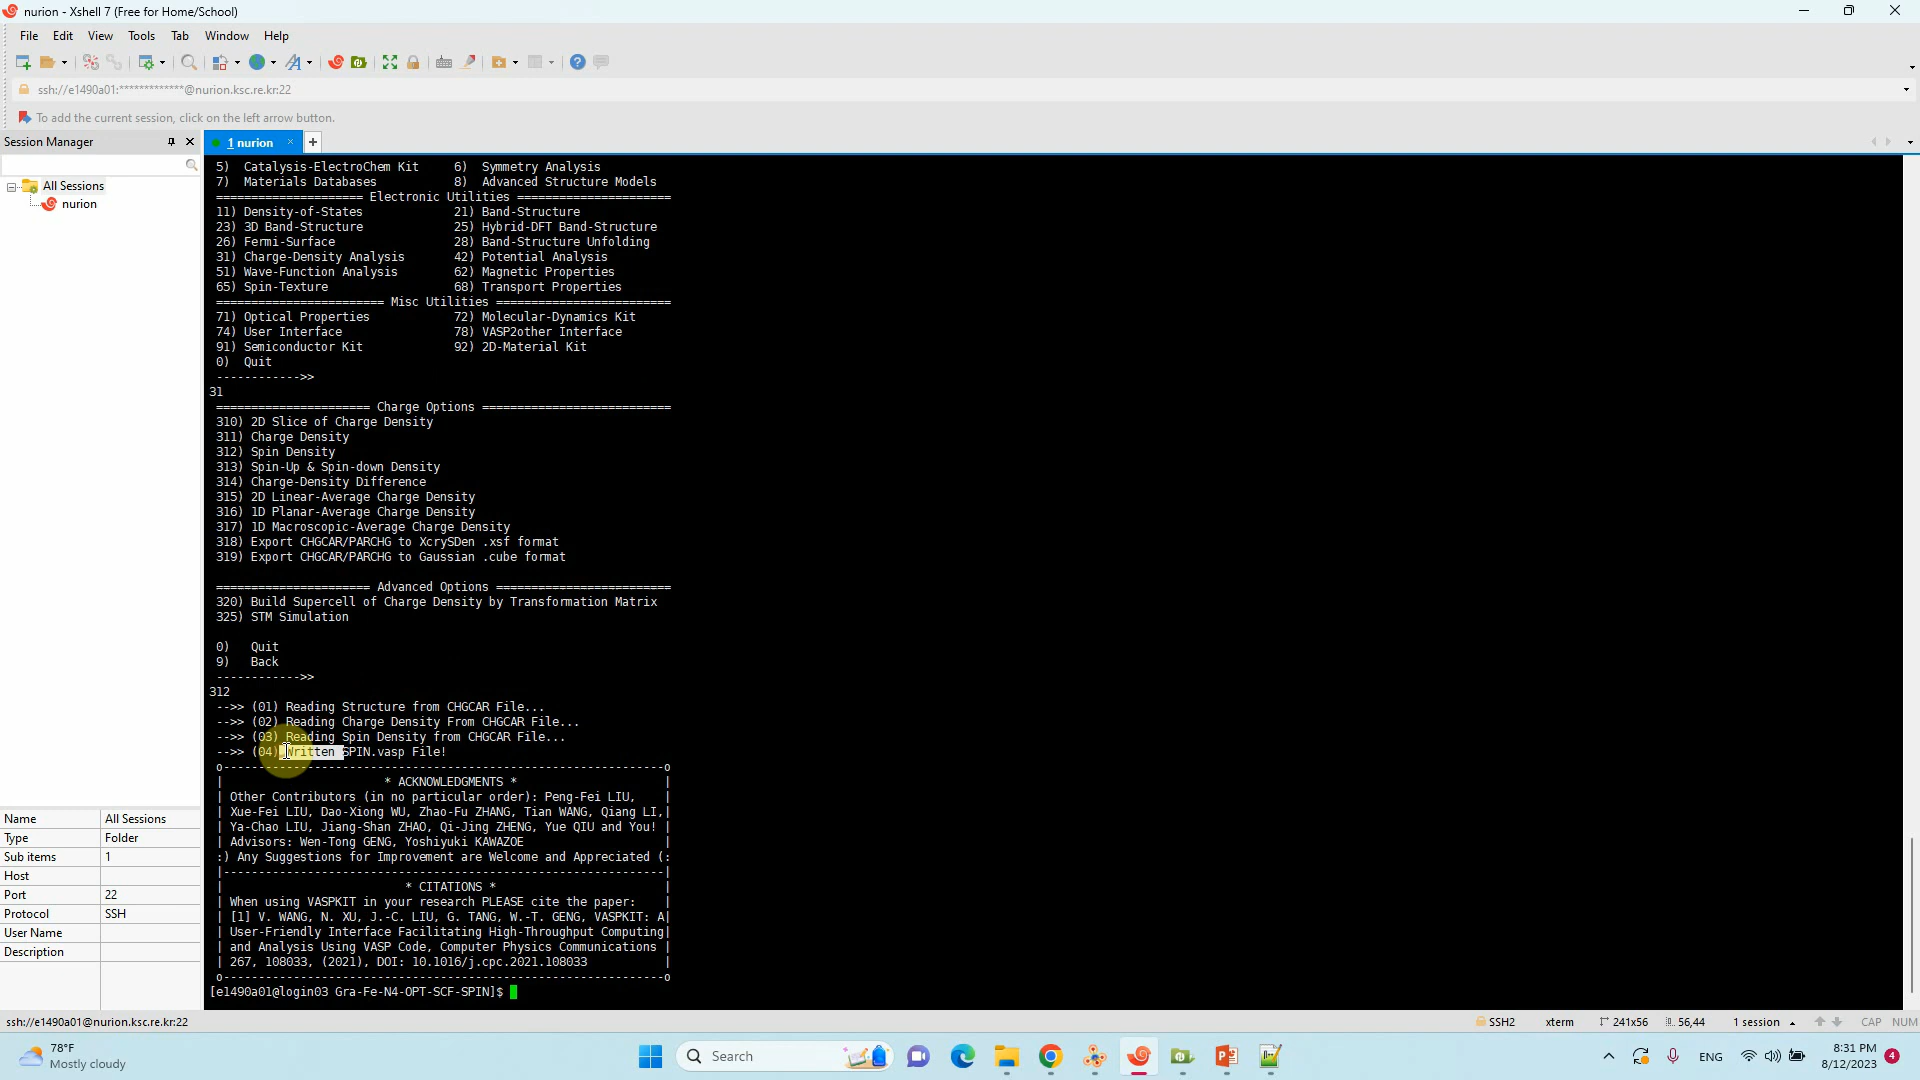 nurion - Xshell 7 (Free for Home/School)
File Edit View Tools Tab Window Help
ssh://e1490a01:*************@nurion.ksc.re.kr:22
To add the current session, click on the left arrow button.
Session Manager
1 nurion
All Sessions
nurion
5) Catalysis-ElectroChem Kit 6) Symmetry Analysis
7) Materials Databases 8) Advanced Structure Models
===================== Electronic Utilities ======================
11) Density-of-States 21) Band-Structure
23) 3D Band-Structure 25) Hybrid-DFT Band-Structure
26) Fermi-Surface 28) Band-Structure Unfolding
31) Charge-Density Analysis 42) Potential Analysis
51) Wave-Function Analysis 62) Magnetic Properties
65) Spin-Texture 68) Transport Properties
======================== Misc Utilities =========================
71) Optical Properties 72) Molecular-Dynamics Kit
74) User Interface 78) VASP2other Interface
91) Semiconductor Kit 92) 2D-Material Kit
0) Quit
------------>>
31
====================== Charge Options ==========================
310) 2D Slice of Charge Density
311) Charge Density
312) Spin Density
313) Spin-Up & Spin-down Density
314) Charge-Density Difference
315) 2D Linear-Average Charge Density
316) 1D Planar-Average Charge Density
317) 1D Macroscopic-Average Charge Density
318) Export CHGCAR/PARCHG to XcrySDen .xsf format
319) Export CHGCAR/PARCHG to Gaussian .cube format
====================== Advanced Options =========================
320) Build Supercell of Charge Density by Transformation Matrix
325) STM Simulation
0) Quit
9) Back
------------>>
312
-->> (01) Reading Structure from CHGCAR File...
-->> (02) Reading Charge Density From CHGCAR File...
-->> (03) Reading Spin Density from CHGCAR File...
-->> (04) Written SPIN.vasp File!
o---------------------------------------------------------------o
| * ACKNOWLEDGMENTS * |
| Other Contributors (in no particular order): Peng-Fei LIU, |
| Xue-Fei LIU, Dao-Xiong WU, Zhao-Fu ZHANG, Tian WANG, Qiang LI,|
| Ya-Chao LIU, Jiang-Shan ZHAO, Qi-Jing ZHENG, Yue QIU and You! |
| Advisors: Wen-Tong GENG, Yoshiyuki KAWAZOE |
:) Any Suggestions for Improvement are Welcome and Appreciated (:
|---------------------------------------------------------------|
| * CITATIONS * |
| When using VASPKIT in your research PLEASE cite the paper: |
| [1] V. WANG, N. XU, J.-C. LIU, G. TANG, W.-T. GENG, VASPKIT: A|
| User-Friendly Interface Facilitating High-Throughput Computing|
| and Analysis Using VASP Code, Computer Physics Communications |
| 267, 108033, (2021), DOI: 10.1016/j.cpc.2021.108033 |
o---------------------------------------------------------------o
[e1490a01@login03 Gra-Fe-N4-OPT-SCF-SPIN]$
Name All Sessions
Type Folder
Sub items 1
Host
Port 22
Protocol SSH
User Name
Description
ssh://e1490a01@nurion.ksc.re.kr:22 SSH2 xterm 241x56 56,44 1 session CAP NUM
78°F
Mostly cloudy
Search
ENG
8:31 PM
8/12/2023
4